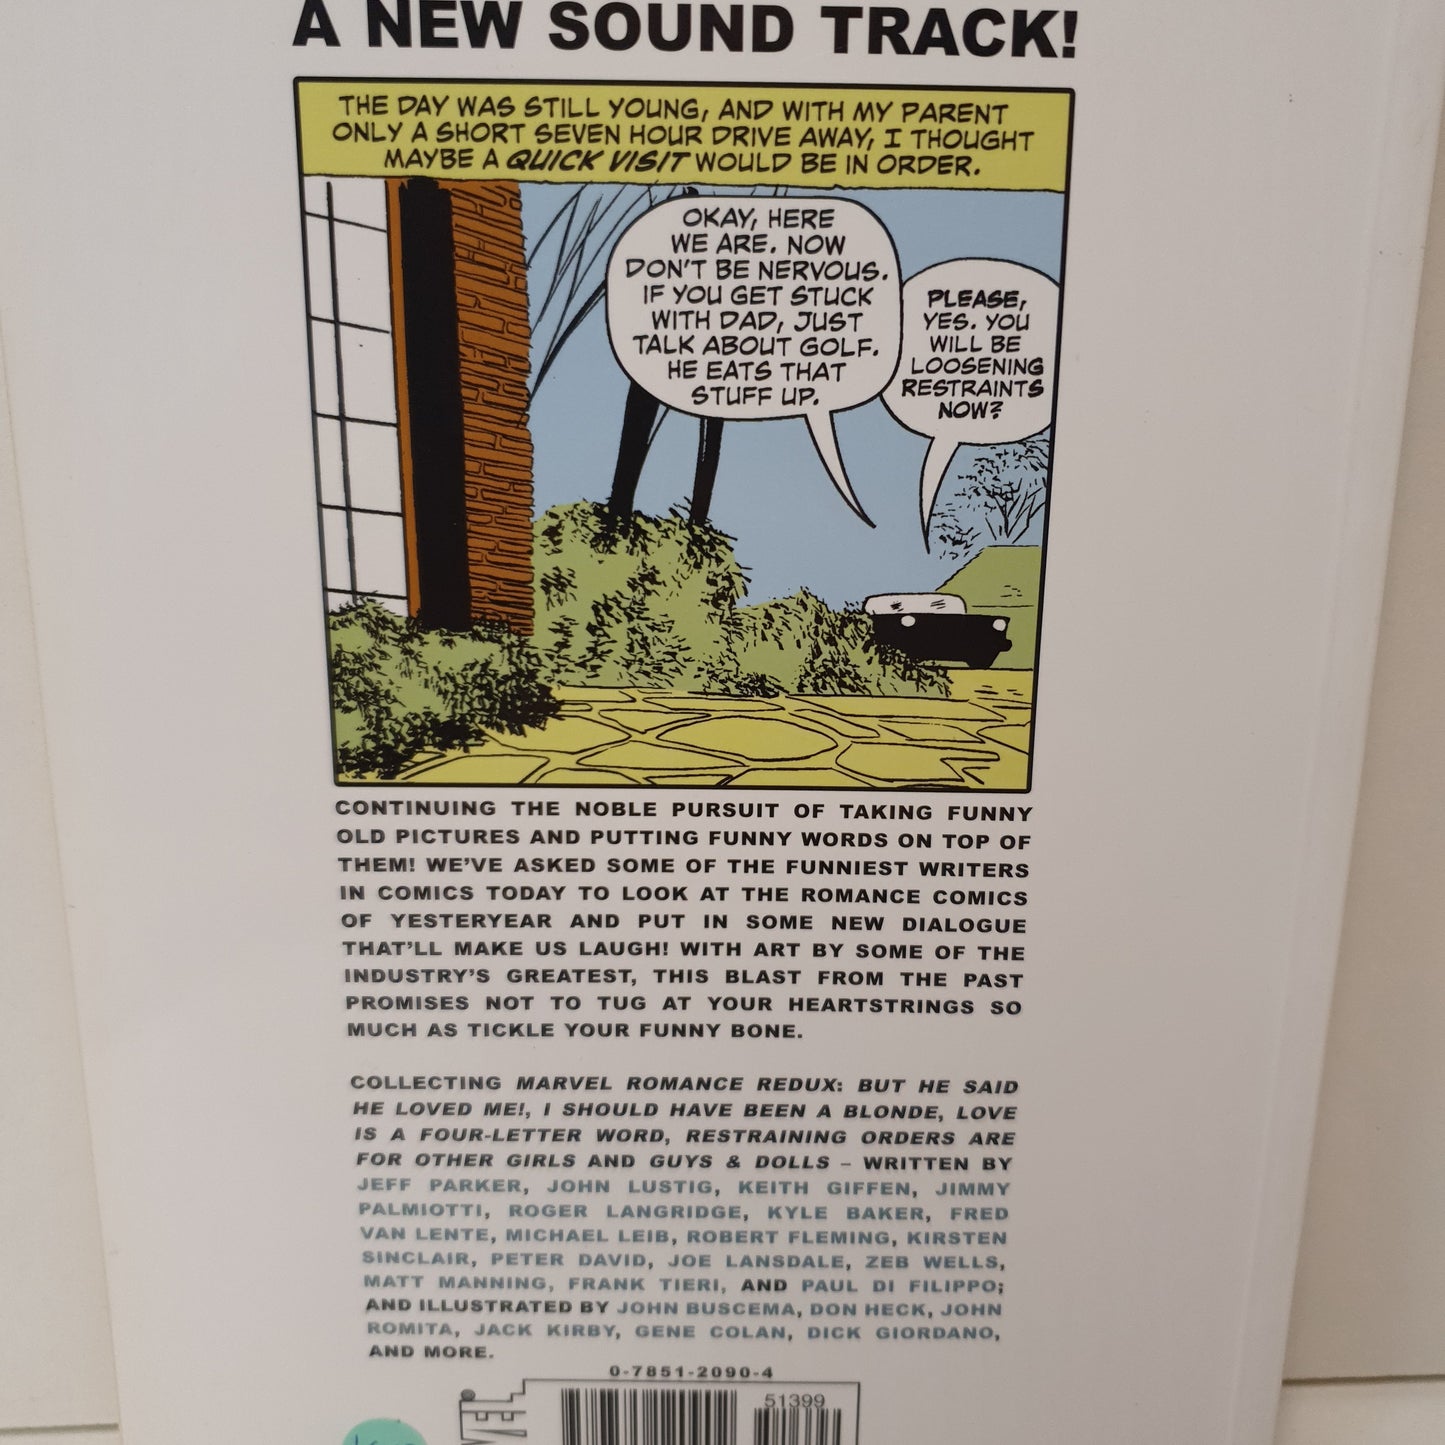 A NEW SOUND TRACK!
THE DAY WAS STILL YOUNG, AND WITH MY PARENT
ONLY A SHORT SEVEN HOUR DRIVE AWAY, I THOUGHT
MAYBE A QUICK VISIT WOULD BE IN ORDER.
OKAY, HERE
WE ARE. NOW
DON'T BE NERVOUS.
IF YOU GET STUCK
WITH DAD, JUST
TALK ABOUT GOLF.
HE EATS THAT
STUFF UP.
PLEASE,
YES. YOU
WILL BE
LOOSENING
RESTRAINTS
NOW?
CONTINUING THE NOBLE PURSUIT OF TAKING FUNNY
OLD PICTURES AND PUTTING FUNNY WORDS ON TOP OF
THEM! WE'VE ASKED SOME OF THE FUNNIEST WRITERS
IN COMICS TODAY TO LOOK AT THE ROMANCE COMICS
OF YESTERYEAR AND PUT IN SOME NEW DIALOGUE
THAT'LL MAKE US LAUGH! WITH ART BY SOME OF THE
INDUSTRY'S GREATEST, THIS BLAST FROM THE PAST
PROMISES NOT TO TUG AT YOUR HEARTSTRINGS SO
MUCH AS TICKLE YOUR FUNNY BONE.
COLLECTING MARVEL ROMANCE REDUX: BUT HE SAID
HE LOVED ME!, I SHOULD HAVE BEEN A BLONDE, LOVE
IS A FOUR-LETTER WORD, RESTRAINING ORDERS ARE
FOR OTHER GIRLS AND GUYS & DOLLS – WRITTEN BY
JEFF PARKER, JOHN LUSTIG, KEITH GIFFEN, JIMMY
PALMIOTTI, ROGER LANGRIDGE, KYLE BAKER, FRED
VAN LENTE, MICHAEL LEIB, ROBERT FLEMING, KIRSTEN
SINCLAIR, PETER DAVID, JOE LANSDALE, ZEB WELLS,
MATT MANNING, FRANK TIERI, AND PAUL DI FILIPPO;
AND ILLUSTRATED BY JOHN BUSCEMA, DON HECK, JOHN
ROMITA, JACK KIRBY, GENE COLAN, DICK GIORDANO,
AND MORE.
0-7851-2090-4
51399